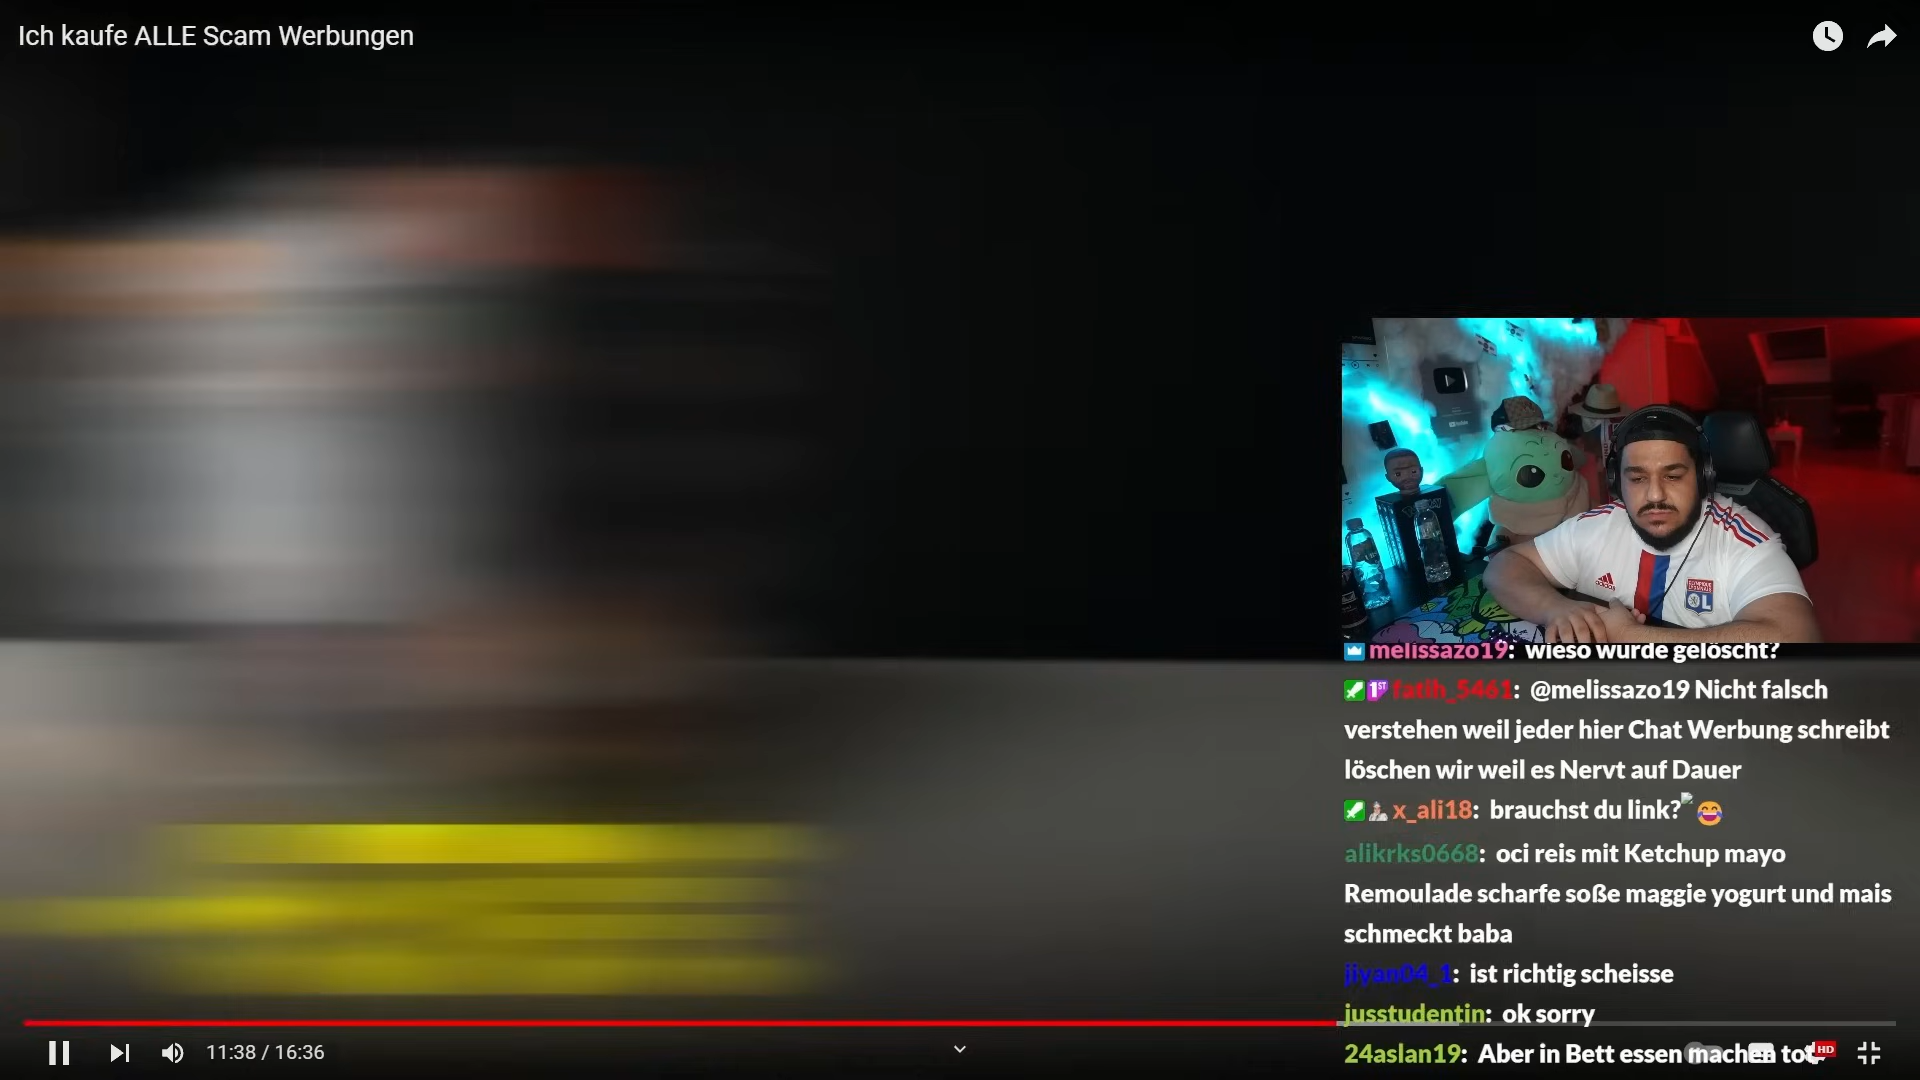 Ich kaufe ALLE Scam Werbungen
melissazo19: wieso wurde gelöscht?
fatih_5461: @melissazo19 Nicht falsch
verstehen weil jeder hier Chat Werbung schreibt
löschen wir weil es Nervt auf Dauer
x_ali18: brauchst du link?
alikrks0668: oci reis mit Ketchup mayo
Remoulade scharfe soße maggie yogurt und mais
schmeckt baba
jiyan04_1: ist richtig scheisse
jusstudentin: ok sorry
24aslan19: Aber in Bett essen machen tot
11:38 / 16:36
HD